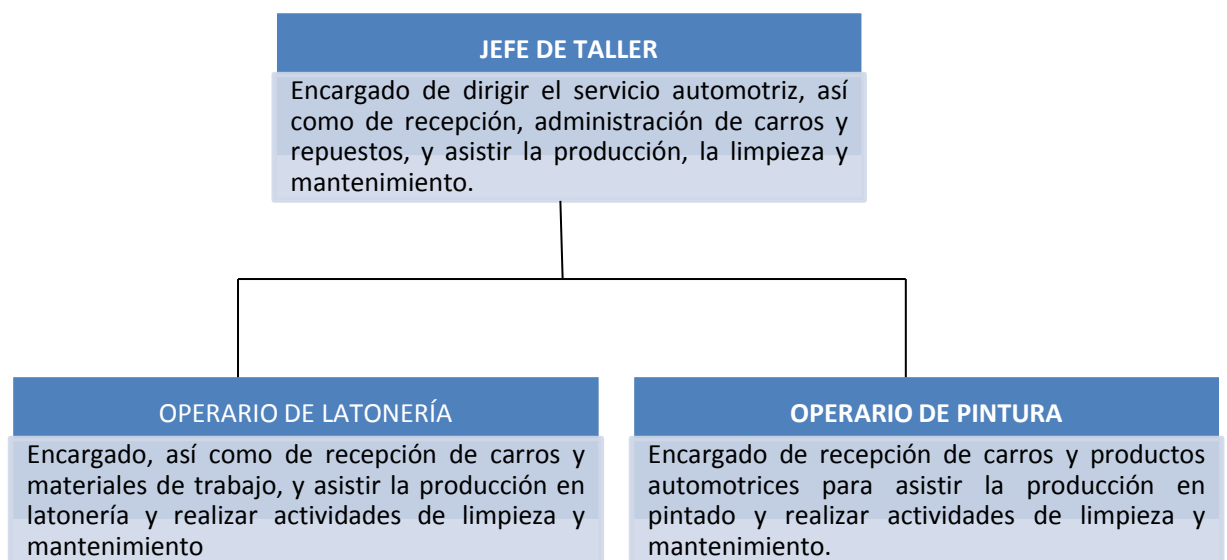 JEFE DE TALLER
Encargado de dirigir el servicio automotriz, así
como de recepción, administración de carros y
repuestos, y asistir la producción, la limpieza y
mantenimiento.
OPERARIO DE LATONERÍA
Encargado, así como de recepción de carros y
materiales de trabajo, y asistir la producción en
latonería y realizar actividades de limpieza y
mantenimiento
OPERARIO DE PINTURA
Encargado de recepción de carros y productos
automotrices para asistir la producción en
pintado y realizar actividades de limpieza y
mantenimiento.